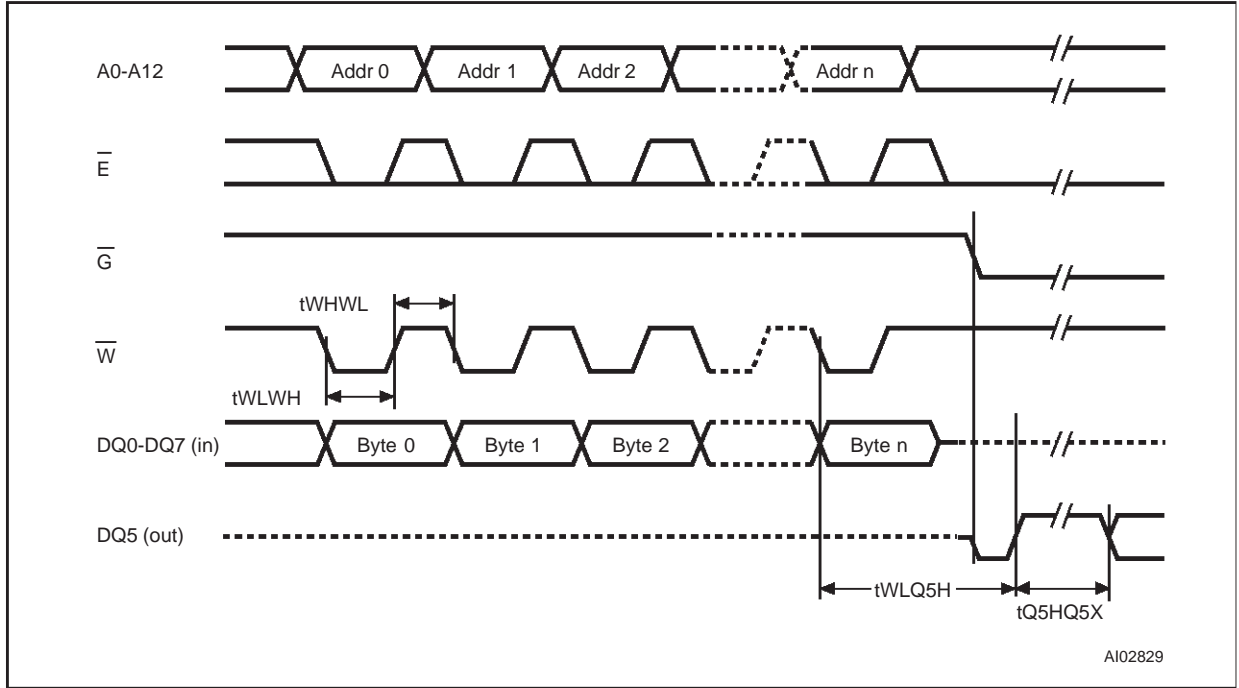 A0-A12
Addr 0 Addr 1 Addr 2 Addr n
E̅
G̅
tWHWL
W̅
tWLWH
DQ0-DQ7 (in)
Byte 0 Byte 1 Byte 2 Byte n
DQ5 (out)
tWLQ5H
tQ5HQ5X
AI02829